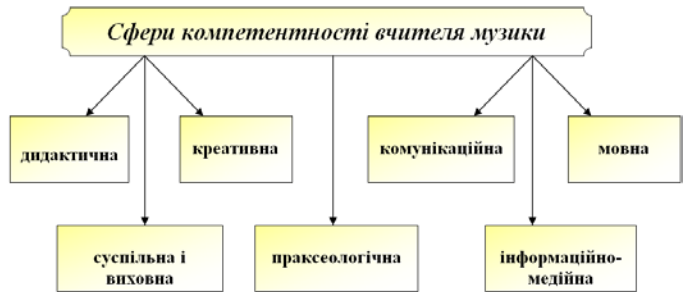 Сфери компетентності вчителя музики
дидактична
креативна
комунікаційна
мовна
суспільна і
виховна
праксеологічна
інформаційно-
медійна